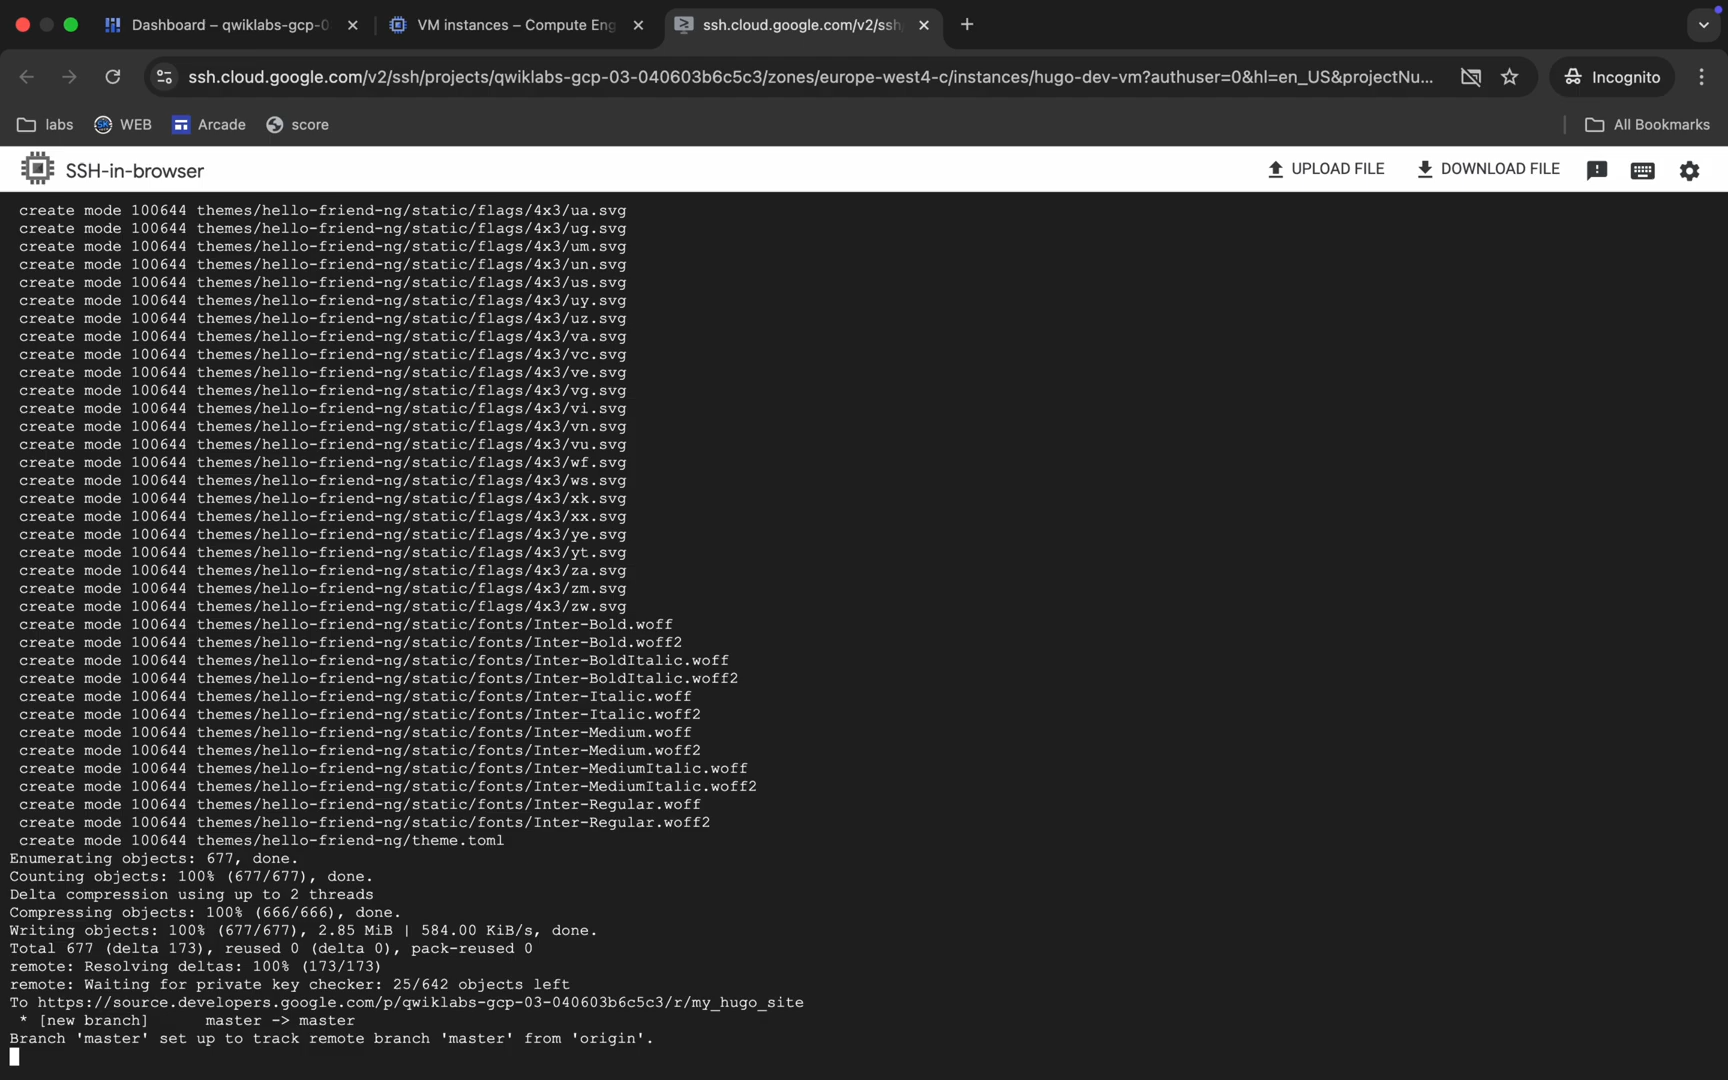 Dashboard – qwiklabs-gcp-0
VM instances – Compute Eng
ssh.cloud.google.com/v2/ssh
ssh.cloud.google.com/v2/ssh/projects/qwiklabs-gcp-03-040603b6c5c3/zones/europe-west4-c/instances/hugo-dev-vm?authuser=0&hl=en_US&projectNu...
Incognito
labs
WEB
Arcade
score
All Bookmarks
SSH-in-browser
UPLOAD FILE
DOWNLOAD FILE
create mode 100644 themes/hello-friend-ng/static/flags/4x3/ua.svg
create mode 100644 themes/hello-friend-ng/static/flags/4x3/ug.svg
create mode 100644 themes/hello-friend-ng/static/flags/4x3/um.svg
create mode 100644 themes/hello-friend-ng/static/flags/4x3/un.svg
create mode 100644 themes/hello-friend-ng/static/flags/4x3/us.svg
create mode 100644 themes/hello-friend-ng/static/flags/4x3/uy.svg
create mode 100644 themes/hello-friend-ng/static/flags/4x3/uz.svg
create mode 100644 themes/hello-friend-ng/static/flags/4x3/va.svg
create mode 100644 themes/hello-friend-ng/static/flags/4x3/vc.svg
create mode 100644 themes/hello-friend-ng/static/flags/4x3/ve.svg
create mode 100644 themes/hello-friend-ng/static/flags/4x3/vg.svg
create mode 100644 themes/hello-friend-ng/static/flags/4x3/vi.svg
create mode 100644 themes/hello-friend-ng/static/flags/4x3/vn.svg
create mode 100644 themes/hello-friend-ng/static/flags/4x3/vu.svg
create mode 100644 themes/hello-friend-ng/static/flags/4x3/wf.svg
create mode 100644 themes/hello-friend-ng/static/flags/4x3/ws.svg
create mode 100644 themes/hello-friend-ng/static/flags/4x3/xk.svg
create mode 100644 themes/hello-friend-ng/static/flags/4x3/xx.svg
create mode 100644 themes/hello-friend-ng/static/flags/4x3/ye.svg
create mode 100644 themes/hello-friend-ng/static/flags/4x3/yt.svg
create mode 100644 themes/hello-friend-ng/static/flags/4x3/za.svg
create mode 100644 themes/hello-friend-ng/static/flags/4x3/zm.svg
create mode 100644 themes/hello-friend-ng/static/flags/4x3/zw.svg
create mode 100644 themes/hello-friend-ng/static/fonts/Inter-Bold.woff
create mode 100644 themes/hello-friend-ng/static/fonts/Inter-Bold.woff2
create mode 100644 themes/hello-friend-ng/static/fonts/Inter-BoldItalic.woff
create mode 100644 themes/hello-friend-ng/static/fonts/Inter-BoldItalic.woff2
create mode 100644 themes/hello-friend-ng/static/fonts/Inter-Italic.woff
create mode 100644 themes/hello-friend-ng/static/fonts/Inter-Italic.woff2
create mode 100644 themes/hello-friend-ng/static/fonts/Inter-Medium.woff
create mode 100644 themes/hello-friend-ng/static/fonts/Inter-Medium.woff2
create mode 100644 themes/hello-friend-ng/static/fonts/Inter-MediumItalic.woff
create mode 100644 themes/hello-friend-ng/static/fonts/Inter-MediumItalic.woff2
create mode 100644 themes/hello-friend-ng/static/fonts/Inter-Regular.woff
create mode 100644 themes/hello-friend-ng/static/fonts/Inter-Regular.woff2
create mode 100644 themes/hello-friend-ng/theme.toml
Enumerating objects: 677, done.
Counting objects: 100% (677/677), done.
Delta compression using up to 2 threads
Compressing objects: 100% (666/666), done.
Writing objects: 100% (677/677), 2.85 MiB | 584.00 KiB/s, done.
Total 677 (delta 173), reused 0 (delta 0), pack-reused 0
remote: Resolving deltas: 100% (173/173)
remote: Waiting for private key checker: 25/642 objects left
To https://source.developers.google.com/p/qwiklabs-gcp-03-040603b6c5c3/r/my_hugo_site
* [new branch]      master -> master
Branch 'master' set up to track remote branch 'master' from 'origin'.